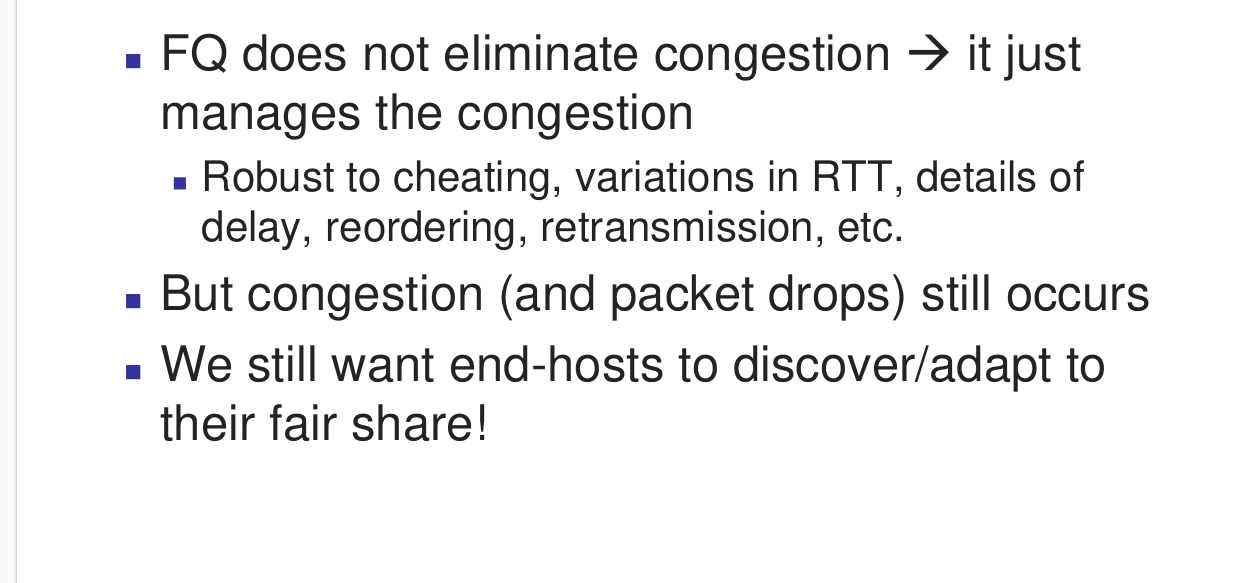 FQ does not eliminate congestion → it just
manages the congestion
Robust to cheating, variations in RTT, details of
delay, reordering, retransmission, etc.
But congestion (and packet drops) still occurs
We still want end-hosts to discover/adapt to
their fair share!